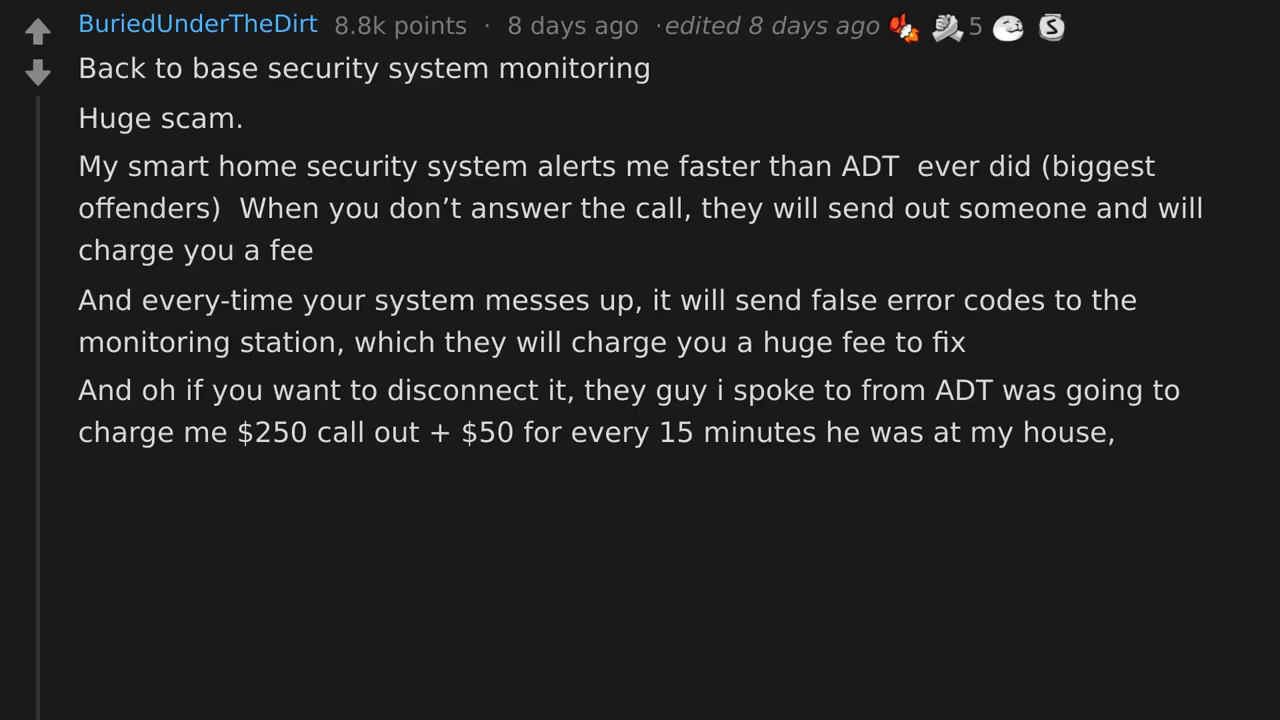 BuriedUnderTheDirt 8.8k points · 8 days ago ·edited 8 days ago 5 S
Back to base security system monitoring
Huge scam.
My smart home security system alerts me faster than ADT  ever did (biggest
offenders)  When you don’t answer the call, they will send out someone and will
charge you a fee
And every-time your system messes up, it will send false error codes to the
monitoring station, which they will charge you a huge fee to fix
And oh if you want to disconnect it, they guy i spoke to from ADT was going to
charge me $250 call out + $50 for every 15 minutes he was at my house,